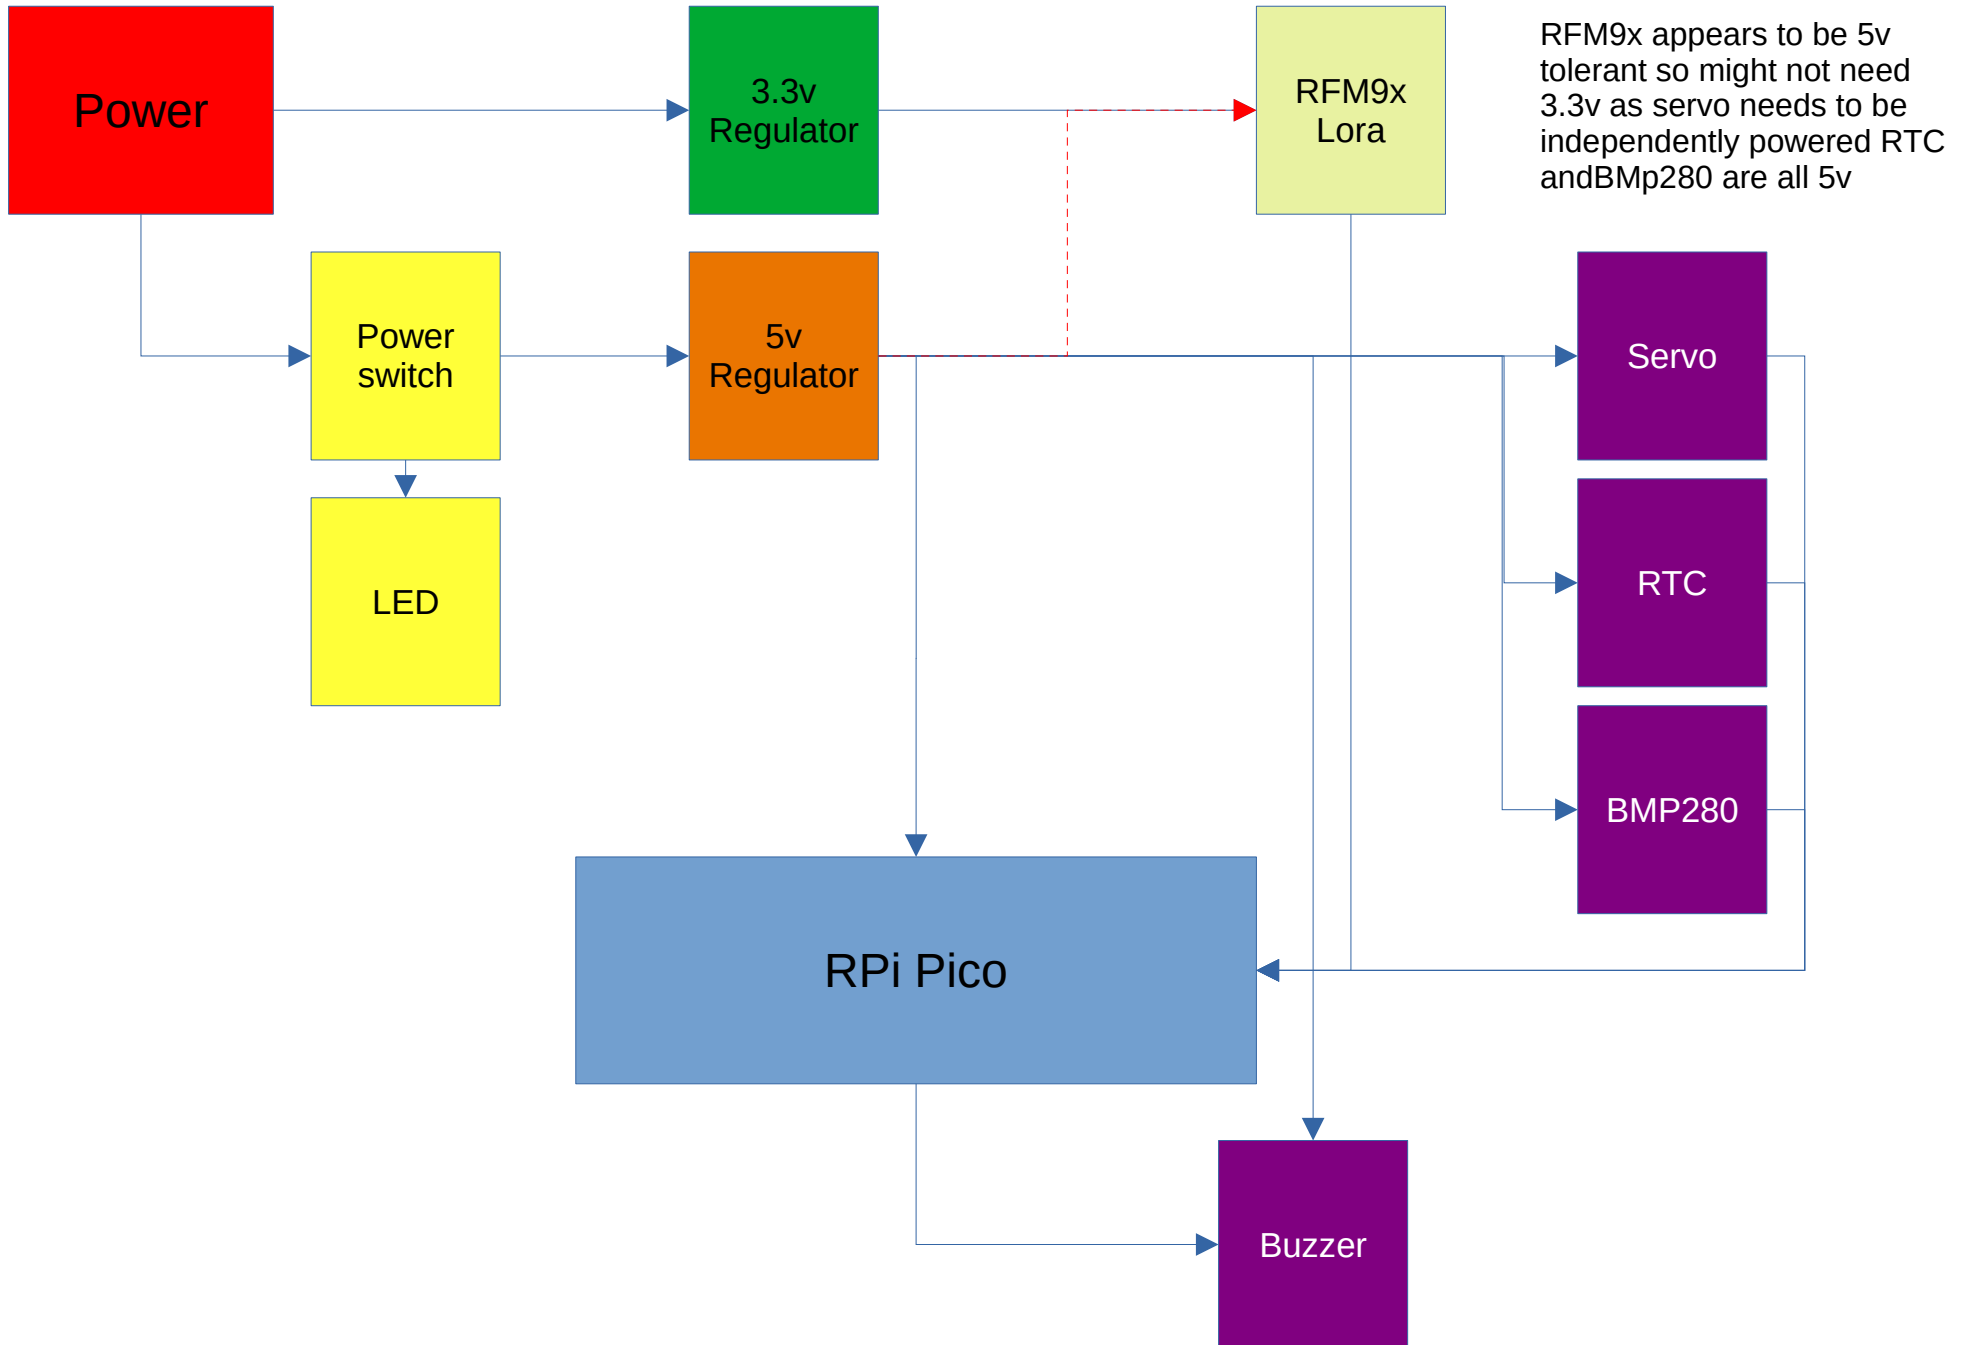 Power
3.3v
Regulator
RFM9x
Lora
RFM9x appears to be 5v
tolerant so might not need
3.3v as servo needs to be
independently powered RTC
andBMp280 are all 5v
Power
switch
5v
Regulator
Servo
LED
RTC
BMP280
RPi Pico
Buzzer